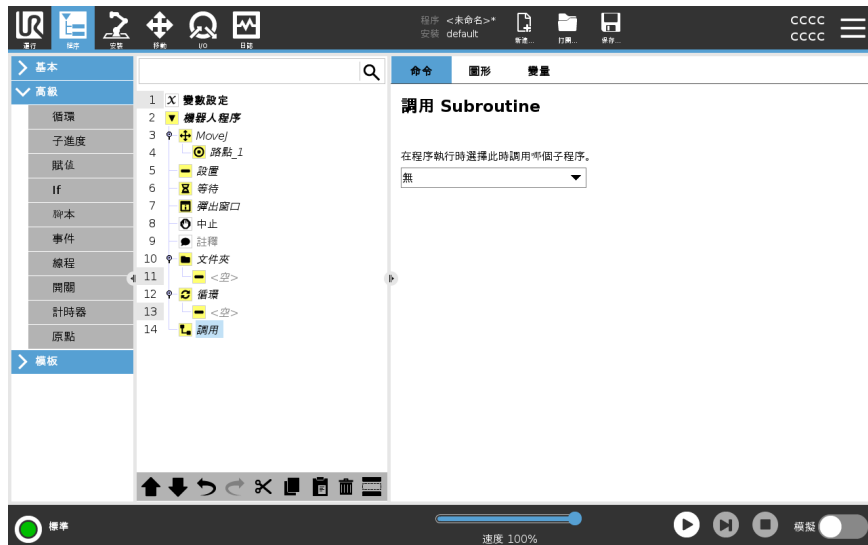 UR
運行
程序
安裝
移動
I/O
日誌
程序 <未命名>*
安裝 default
新建...
打開...
保存...
CCCC
CCCC
基本
高級
循環
子進度
賦值
If
腳本
事件
線程
開關
計時器
原點
模板
1 X 變數設定
2 機器人程序
3 MoveJ
4 路點_1
5 設置
6 等待
7 彈出窗口
8 中止
9 註釋
10 文件夾
11 <空>
12 循環
13 <空>
14 調用
命令 圖形 變量
調用 Subroutine
在程序執行時選擇此時調用哪個子程序。
無
標準
速度 100%
模擬